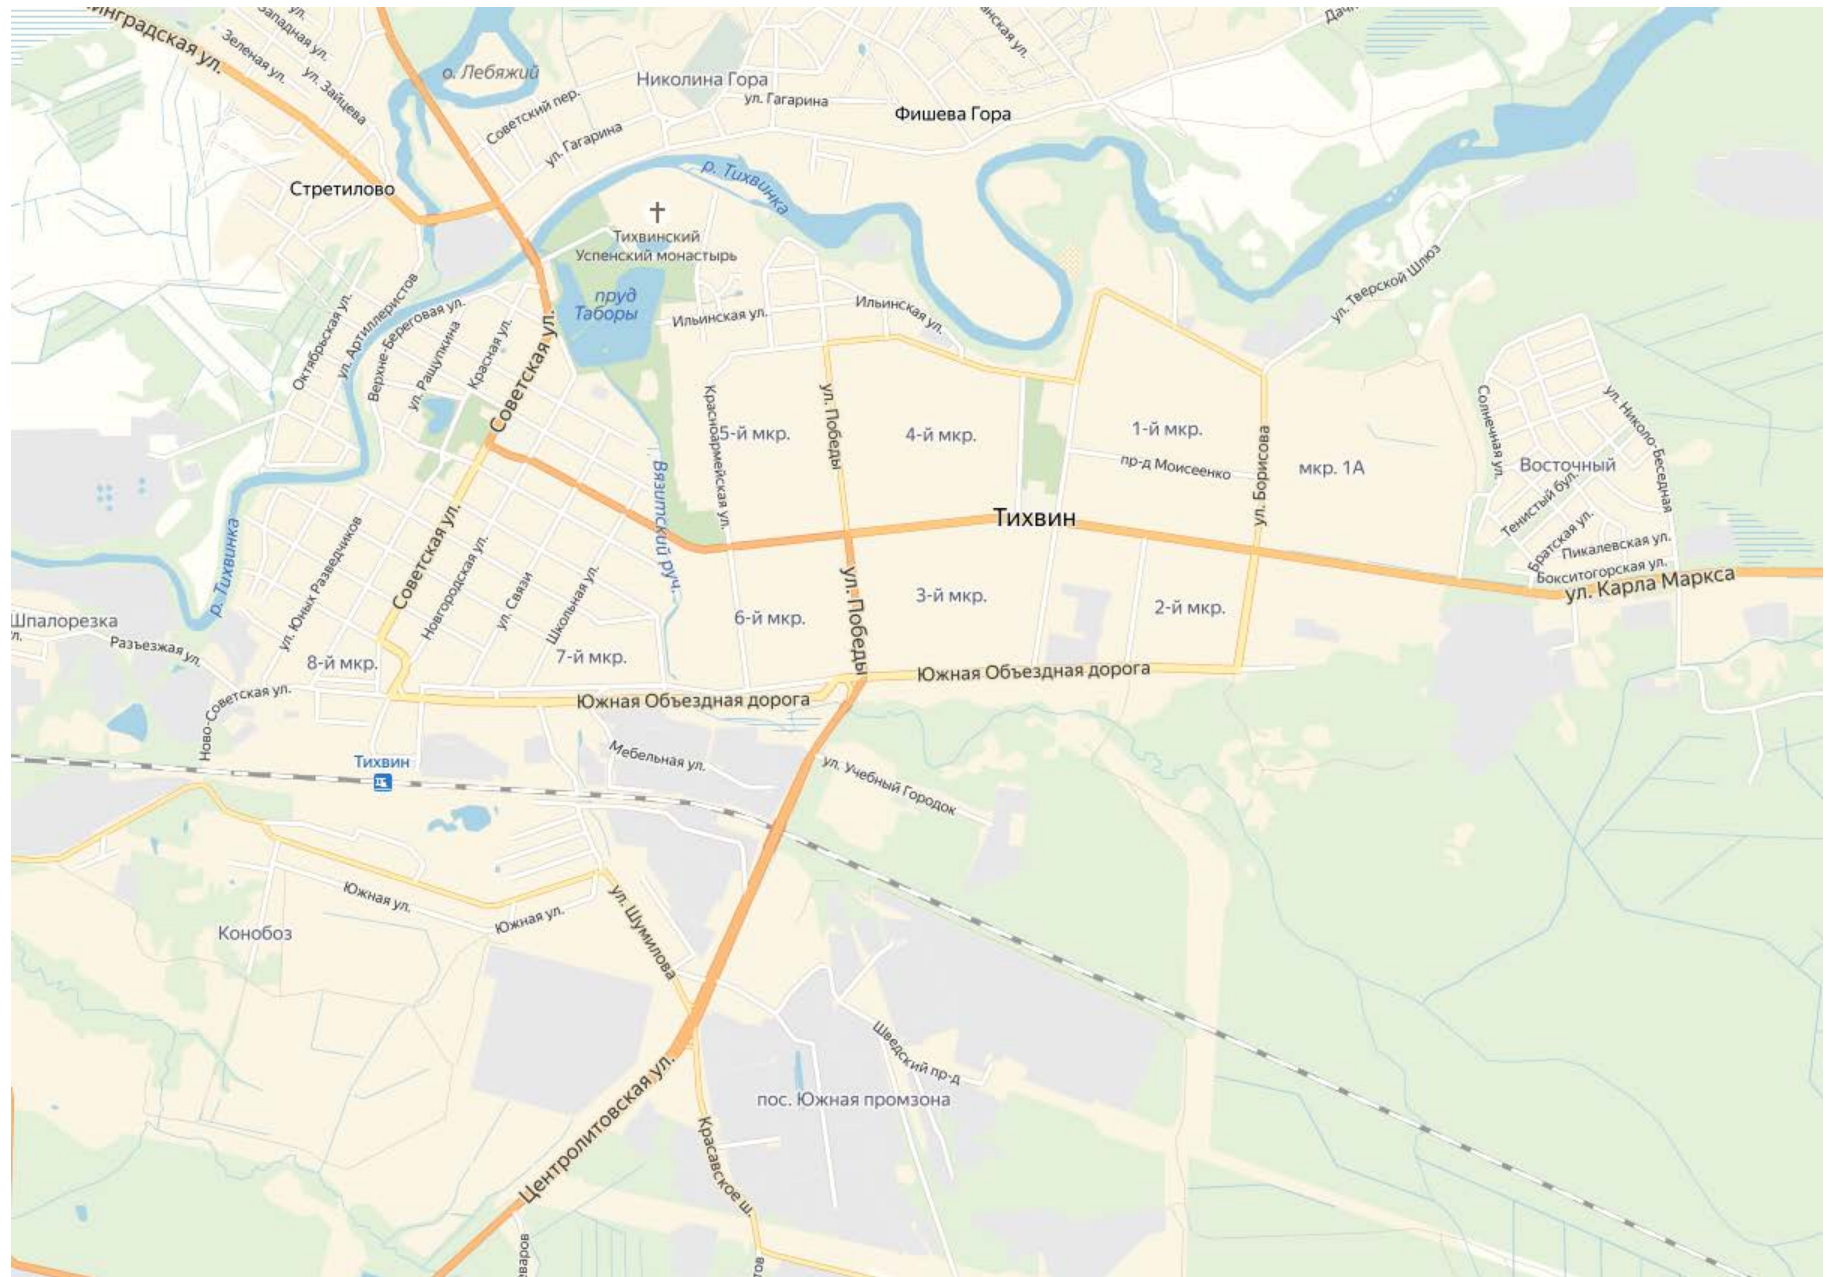 нинградская ул.
Западная ул.
ул.
Зеленая ул.
ул. Зайцева
о. Лебяжий
Советский пер.
ул. Гагарина
Николина Гора
ул. Гагарина
Фишева Гора
Стретилово
р. Тихвинка
Тихвинский
Успенский монастырь
пруд
Таборы
Ильинская ул.
Ильинская ул.
ул. Тверской Шлюз
Октябрьская ул.
ул. Артиллеристов
Верхне-Береговая ул.
ул. Ращупкина
Красная ул.
Советская ул.
Красноармейская ул.
5-й мкр.
ул. Победы
4-й мкр.
1-й мкр.
пр-д Моисеенко
ул. Борисова
мкр. 1А
Солнечная ул.
Восточный
ул. Николо-Беседная
Тенистый бул.
Братская ул.
Пикалевская ул.
Бокситогорская ул.
ул. Карла Маркса
Тихвин
Вязитский руч.
р. Тихвинка
ул. Юных Разведчиков
Советская ул.
Новгородская ул.
ул. Связи
Школьная ул.
6-й мкр.
ул. Победы
3-й мкр.
2-й мкр.
Шпалорезка
Разъезжая ул.
8-й мкр.
7-й мкр.
Ново-Советская ул.
Южная Объездная дорога
Южная Объездная дорога
Тихвин
Мебельная ул.
ул. Учебный Городок
Южная ул.
Южная ул.
Конобоз
ул. Шумилова
Шведский пр-д
пос. Южная промзона
Центролитовская ул.
Красавское ш.